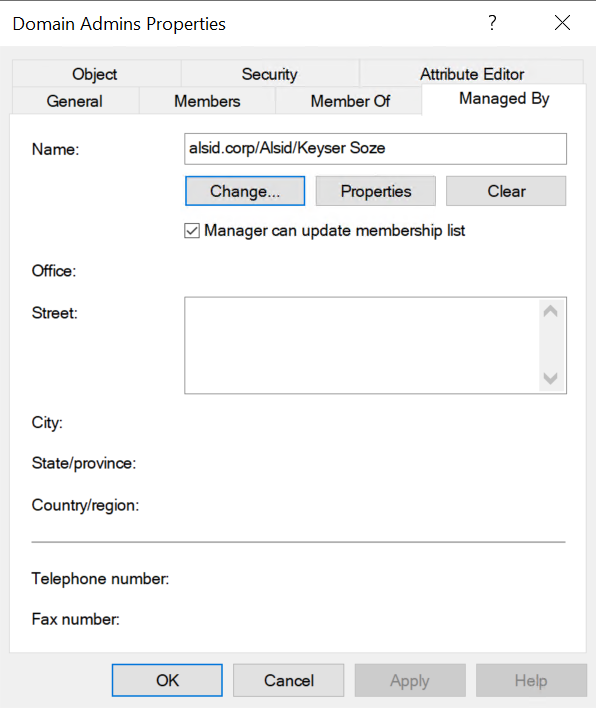 Domain Admins Properties ?
Object Security Attribute Editor
General Members Member Of Managed By
Name: alsid.corp/Alsid/Keyser Soze
Change... Properties Clear
Manager can update membership list
Office:
Street:
City:
State/province:
Country/region:
Telephone number:
Fax number:
OK Cancel Apply Help